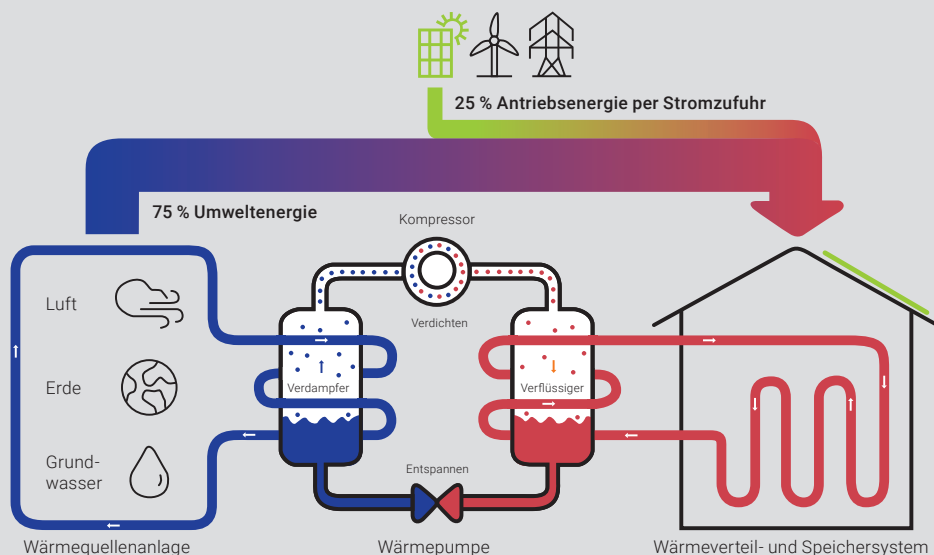 25 % Antriebsenergie per Stromzufuhr
75 % Umweltenergie
Kompressor
Luft
Verdichten
Verdampfer
Verflüssiger
Erde
Grund-
wasser
Entspannen
Wärmequellenanlage
Wärmepumpe
Wärmeverteil- und Speichersystem